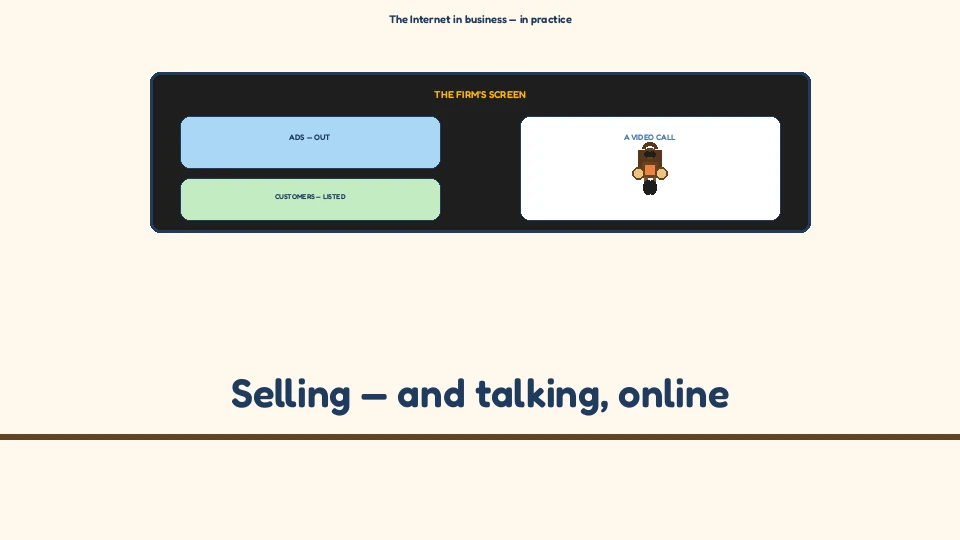 The Internet in business — in practice
THE FIRM'S SCREEN
ADS — OUT
A VIDEO CALL
CUSTOMERS — LISTED
Selling — and talking, online